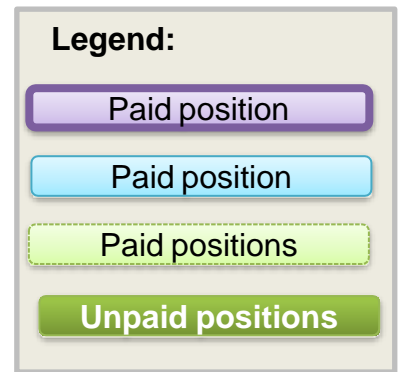 Legend:
Paid position
Paid position
Paid positions
Unpaid positions